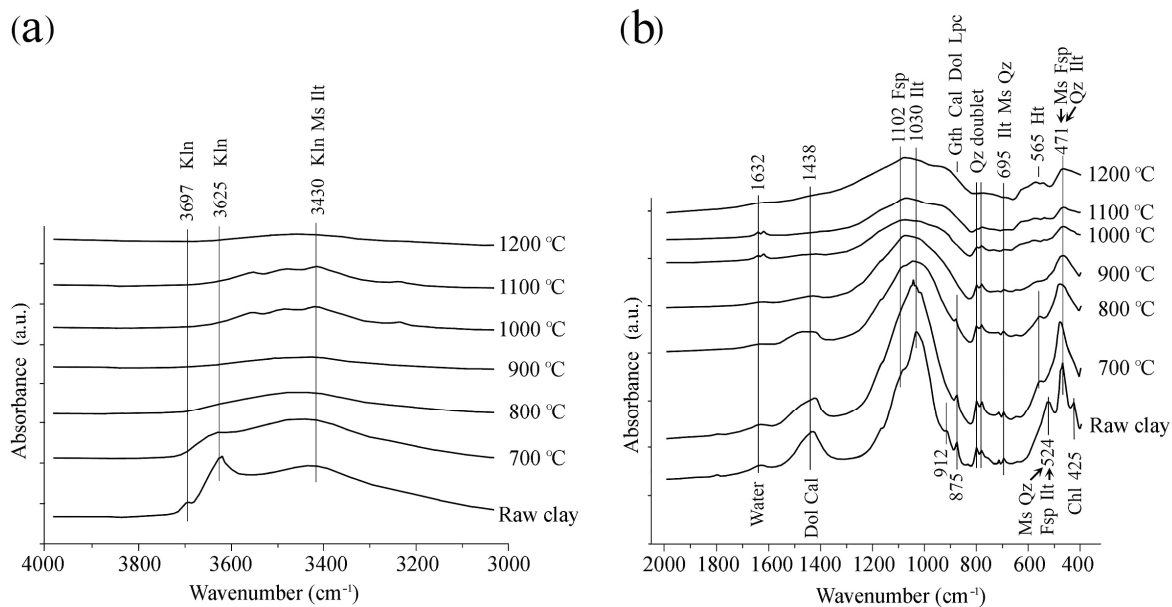 (a)
3697 Kln
3625 Kln
3430 Kln Ms Ilt
1200 °C
1100 °C
1000 °C
900 °C
800 °C
700 °C
Raw clay
Absorbance (a.u.)
4000
3800
3600
3400
3200
3000
Wavenumber (cm⁻¹)
(b)
1632
1438
1102 Fsp
1030 Ilt
Gth Cal Dol Lpc
Qz doublet
695 Ilt Ms Qz
565 Ht
471
Ms Fsp
Qz Ilt
1200 °C
1100 °C
1000 °C
900 °C
800 °C
700 °C
Raw clay
Absorbance (a.u.)
Water
Dol Cal
912
875
Ms Qz
Fsp Ilt
524
Chl 425
2000
1800
1600
1400
1200
1000
800
600
400
Wavenumber (cm⁻¹)